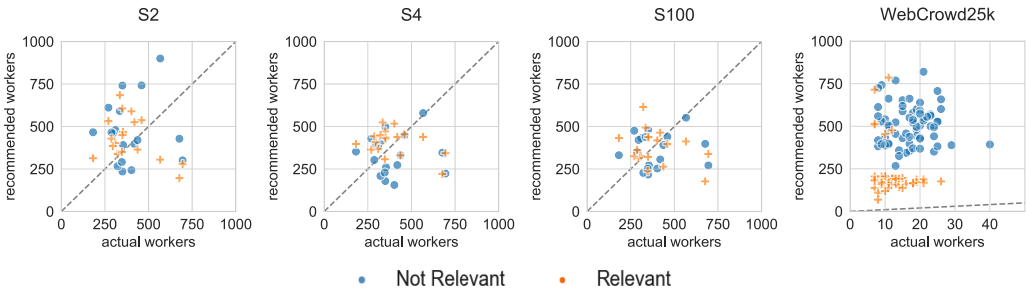 S2
S4
S100
WebCrowd25k
recommended workers
1000
750
500
250
0
0 250 500 750 1000
actual workers
recommended workers
1000
750
500
250
0
0 250 500 750 1000
actual workers
recommended workers
1000
750
500
250
0
0 250 500 750 1000
actual workers
recommended workers
1000
750
500
250
0
10 20 30 40
actual workers
Not Relevant
Relevant